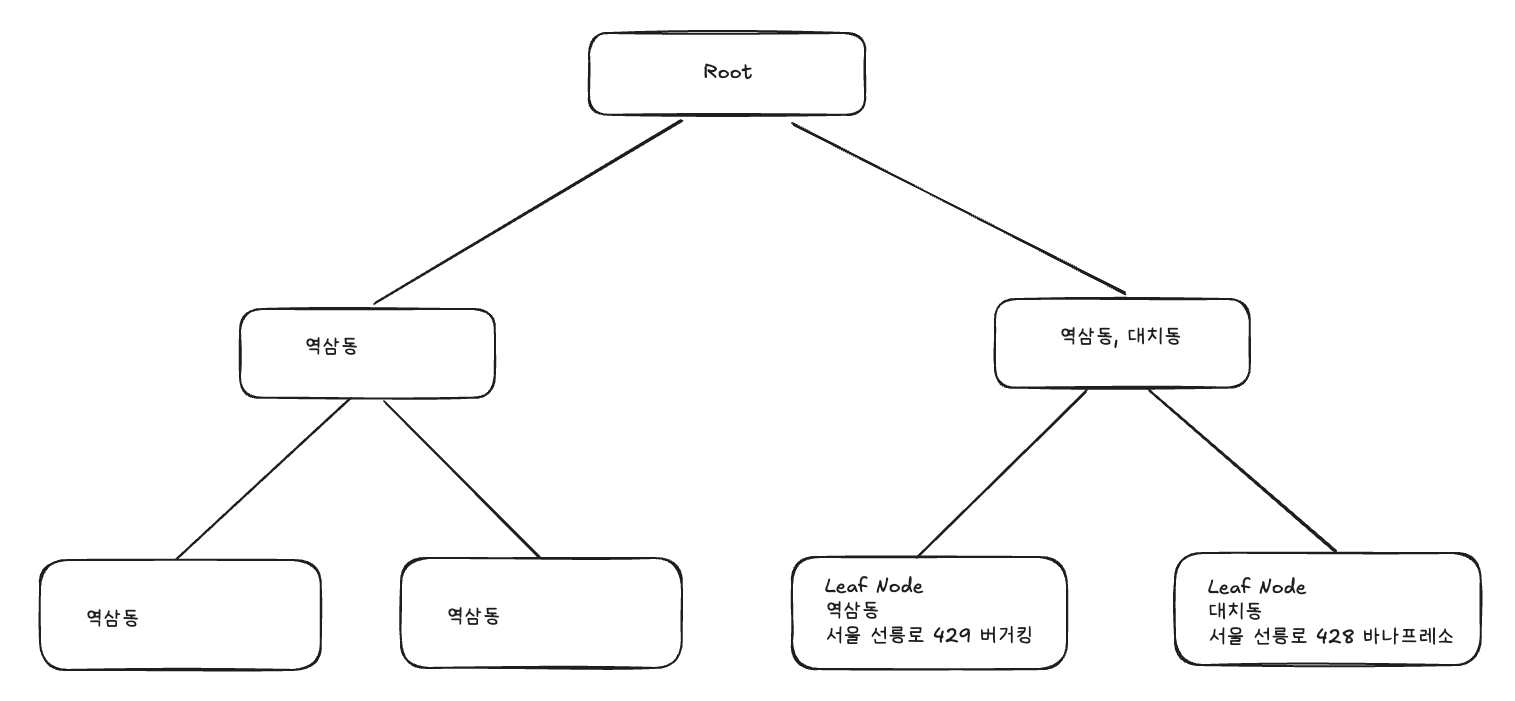 Root
역삼동
역삼동, 대치동
역삼동
역삼동
Leaf Node
역삼동
서울 선릉로 429 버거킹
Leaf Node
대치동
서울 선릉로 428 바나프레소